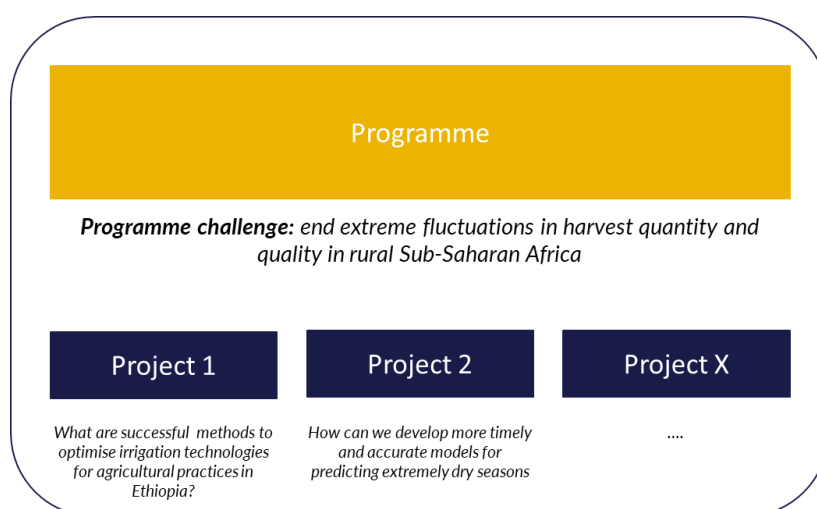 Programme
Programme challenge: end extreme fluctuations in harvest quantity and
quality in rural Sub-Saharan Africa
Project 1
What are successful methods to
optimise irrigation technologies
for agricultural practices in
Ethiopia?
Project 2
How can we develop more timely
and accurate models for
predicting extremely dry seasons
Project X
....